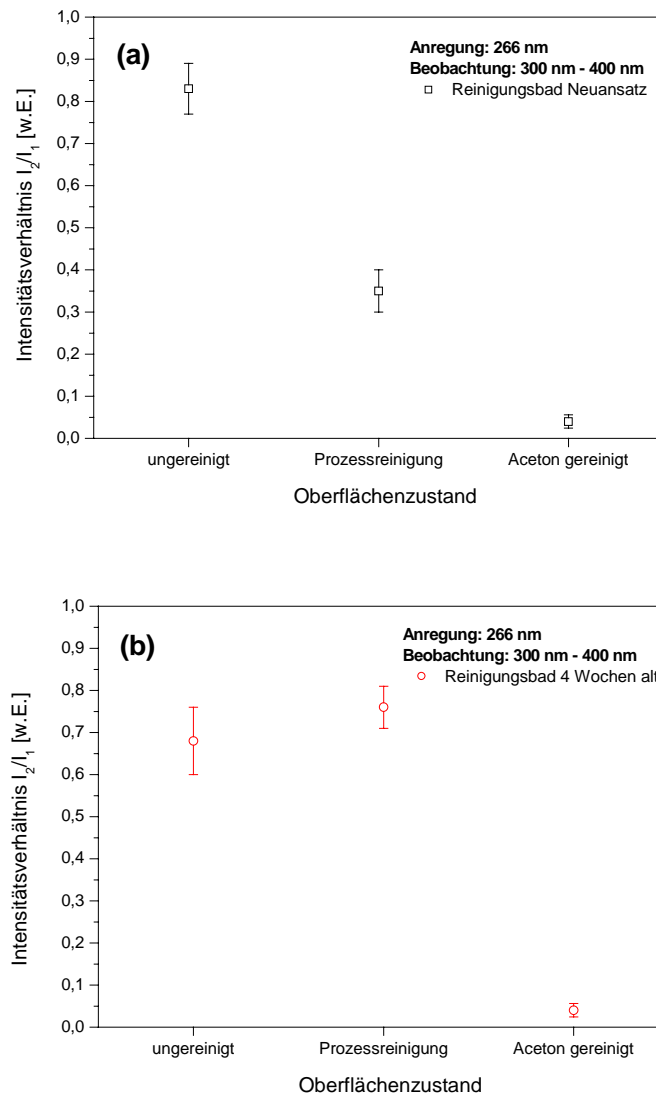 (a)
Anregung: 266 nm
Beobachtung: 300 nm - 400 nm
Reinigungsbad Neuansatz
Intensitätsverhältnis I2/I1 [w.E.]
1,0
0,9
0,8
0,7
0,6
0,5
0,4
0,3
0,2
0,1
0,0
ungereinigt Prozessreinigung Aceton gereinigt
Oberflächenzustand
(b)
Anregung: 266 nm
Beobachtung: 300 nm - 400 nm
Reinigungsbad 4 Wochen alt
Intensitätsverhältnis I2/I1 [w.E.]
1,0
0,9
0,8
0,7
0,6
0,5
0,4
0,3
0,2
0,1
0,0
ungereinigt Prozessreinigung Aceton gereinigt
Oberflächenzustand